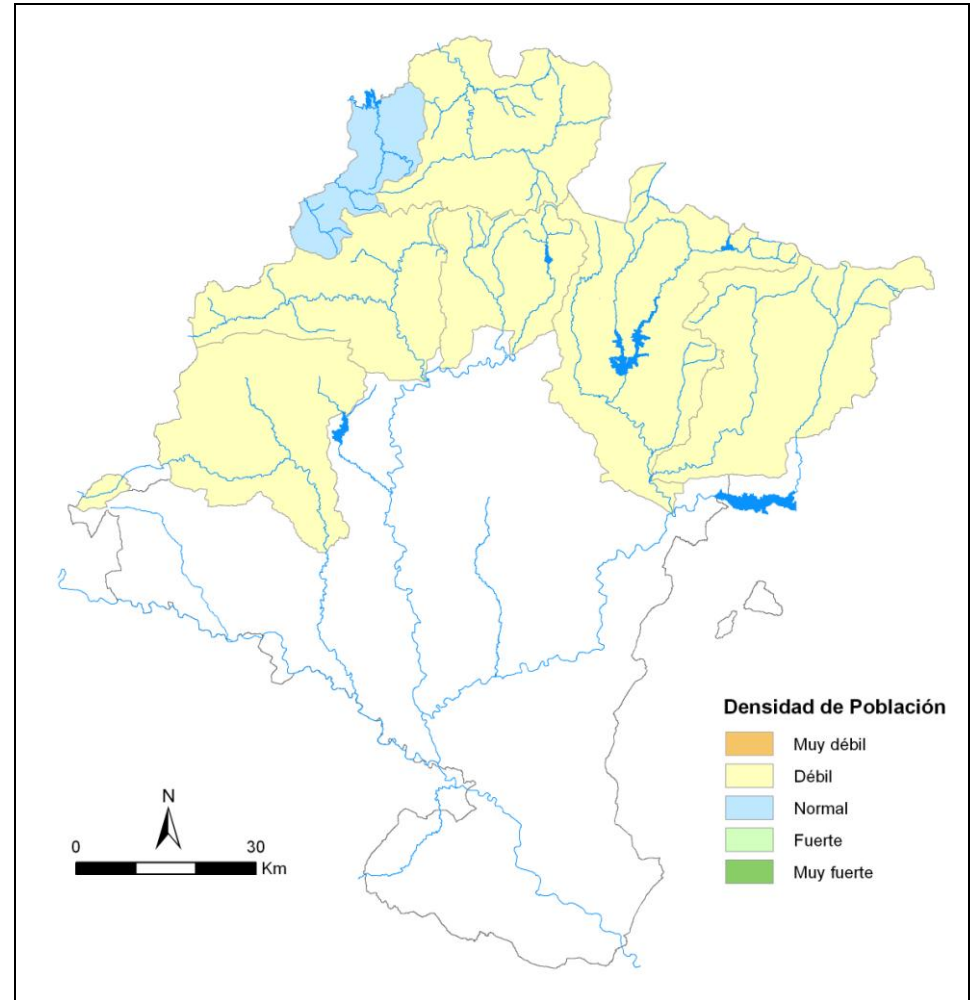 Densidad de Población
Muy débil
Débil
Normal
Fuerte
Muy fuerte
N
0 30
Km